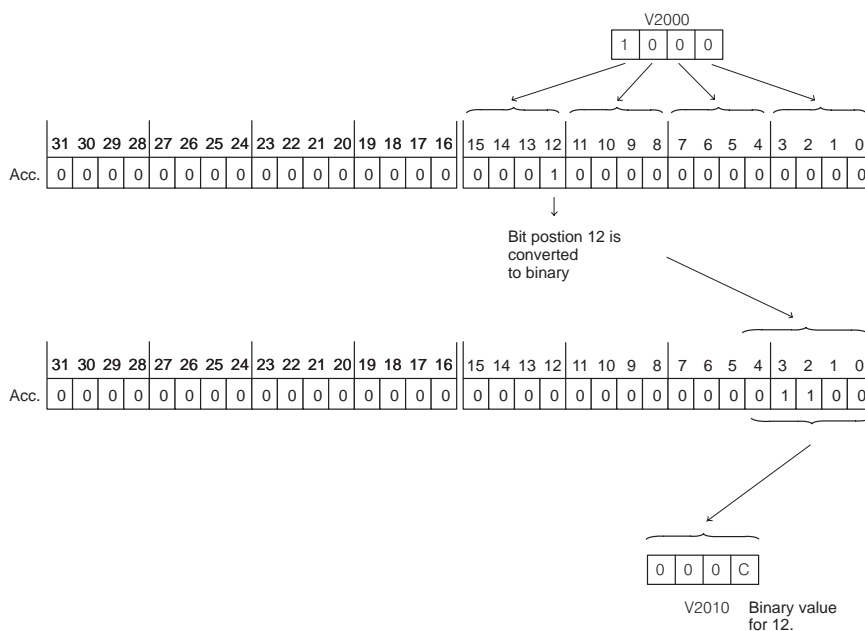 V2000
1 0 0 0
31 30 29 28 27 26 25 24 23 22 21 20 19 18 17 16 15 14 13 12 11 10 9 8 7 6 5 4 3 2 1 0
Acc. 0 0 0 0 0 0 0 0 0 0 0 0 0 0 0 0 0 0 0 1 0 0 0 0 0 0 0 0 0 0 0 0
Bit postion 12 is
converted
to binary
31 30 29 28 27 26 25 24 23 22 21 20 19 18 17 16 15 14 13 12 11 10 9 8 7 6 5 4 3 2 1 0
Acc. 0 0 0 0 0 0 0 0 0 0 0 0 0 0 0 0 0 0 0 0 0 0 0 0 0 0 0 0 1 1 0 0
0 0 0 C
V2010 Binary value
for 12.